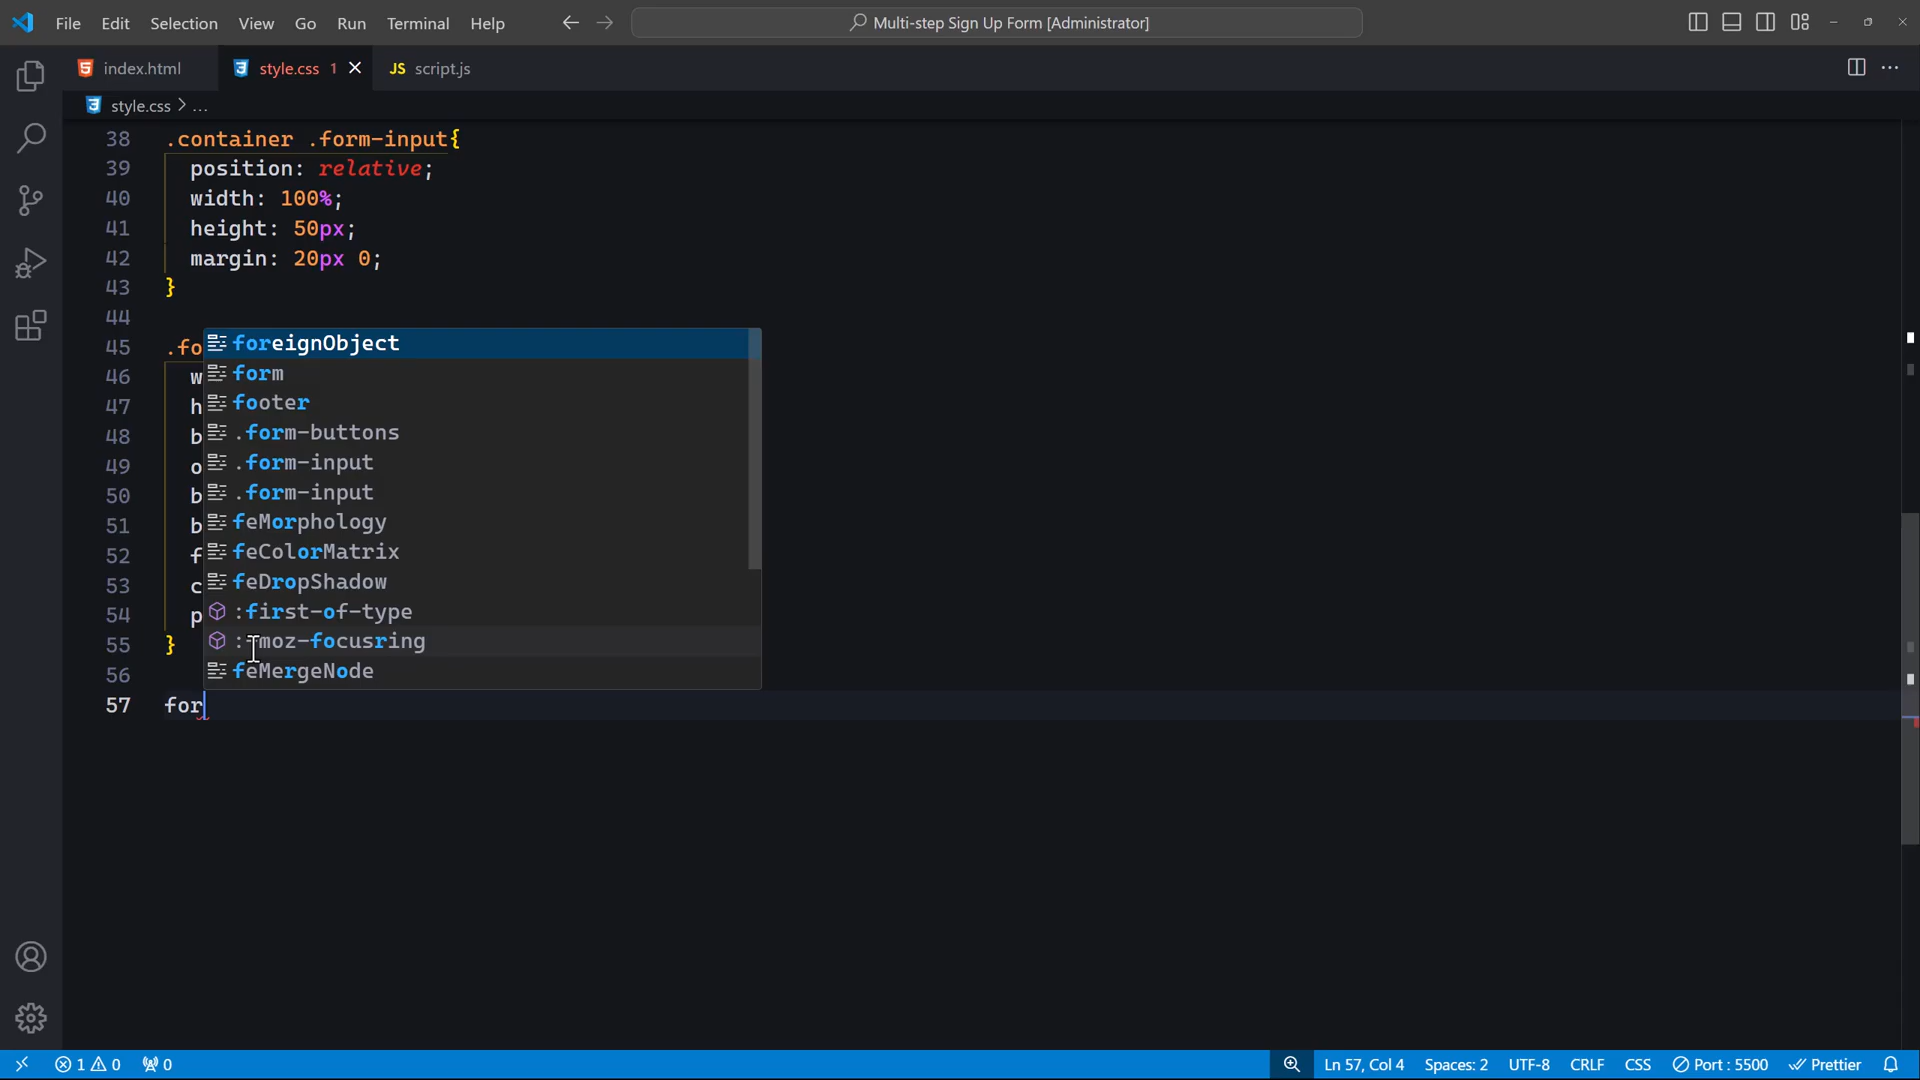 File Edit Selection View Go Run Terminal Help
Multi-step Sign Up Form [Administrator]
index.html
style.css 1
JS script.js
style.css > ...
38 .container .form-input{
39 position: relative;
40 width: 100%;
41 height: 50px;
42 margin: 20px 0;
43 }
44
45 .fo
46 w
47 h
48 b
49 o
50 b
51 b
52 f
53 c
54 p
55 }
56
57 for
foreignObject
form
footer
.form-buttons
.form-input
.form-input
feMorphology
feColorMatrix
feDropShadow
:first-of-type
:-moz-focusring
feMergeNode
1 0 0 Ln 57, Col 4 Spaces: 2 UTF-8 CRLF CSS Port : 5500 Prettier